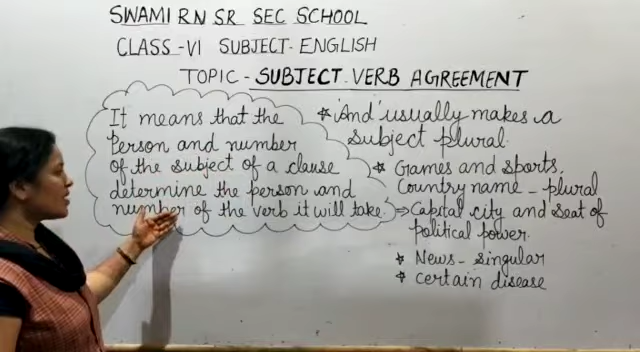 SWAMI R N SR SEC SCHOOL
CLASS - VI SUBJECT - ENGLISH
TOPIC - SUBJECT VERB AGREEMENT
It means that the
Person and number
of the subject of a clause
determine the person and
number of the verb it will take.
* 'And' usually makes a
subject plural.
* Games and sports,
Country name - plural
⇒ Capital city and seat of
political power.
* News - singular
* Certain disease